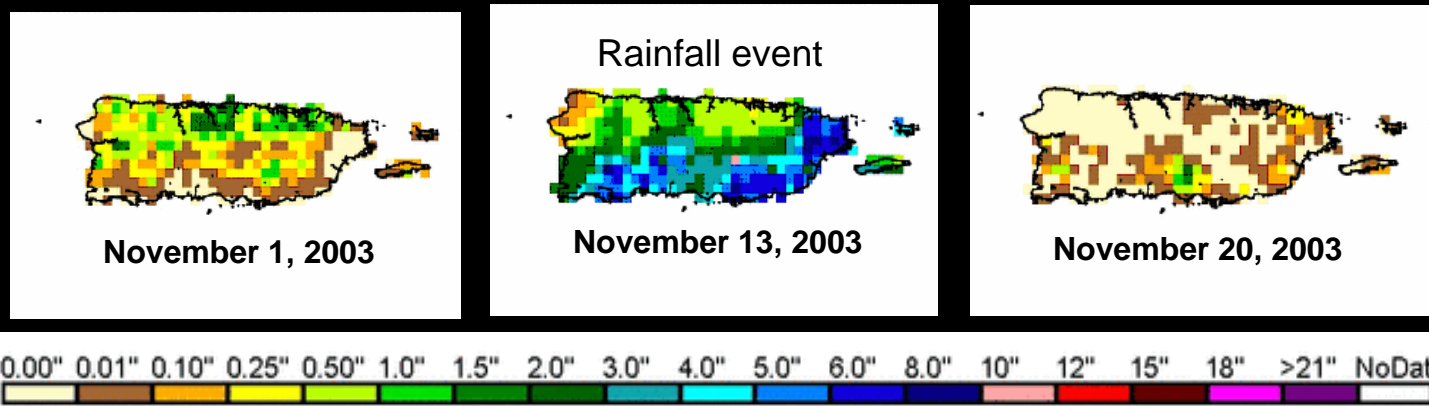 Rainfall event
November 1, 2003
November 13, 2003
November 20, 2003
0.00" 0.01" 0.10" 0.25" 0.50" 1.0" 1.5" 2.0" 3.0" 4.0" 5.0" 6.0" 8.0" 10" 12" 15" 18" >21" NoDat